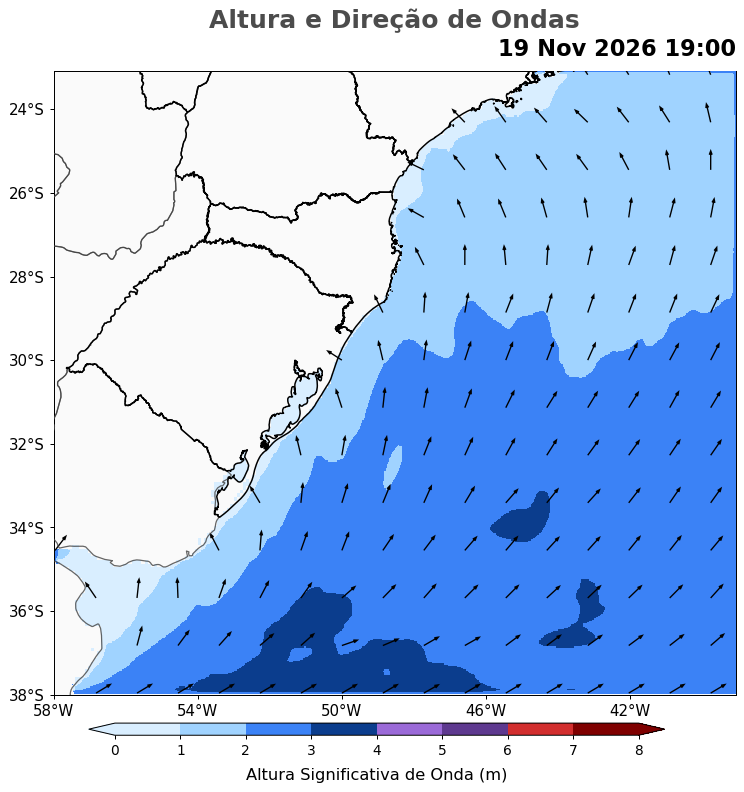 Altura e Direção de Ondas
19 Nov 2026 19:00
24°S
26°S
28°S
30°S
32°S
34°S
36°S
38°S
58°W 54°W 50°W 46°W 42°W
0 1 2 3 4 5 6 7 8
Altura Significativa de Onda (m)